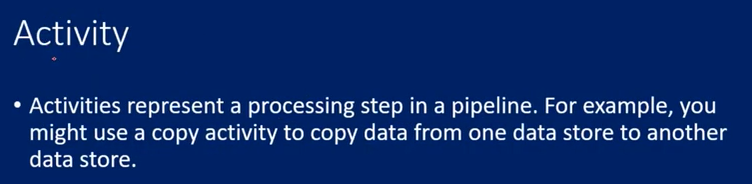 Activity
• Activities represent a processing step in a pipeline. For example, you
might use a copy activity to copy data from one data store to another
data store.